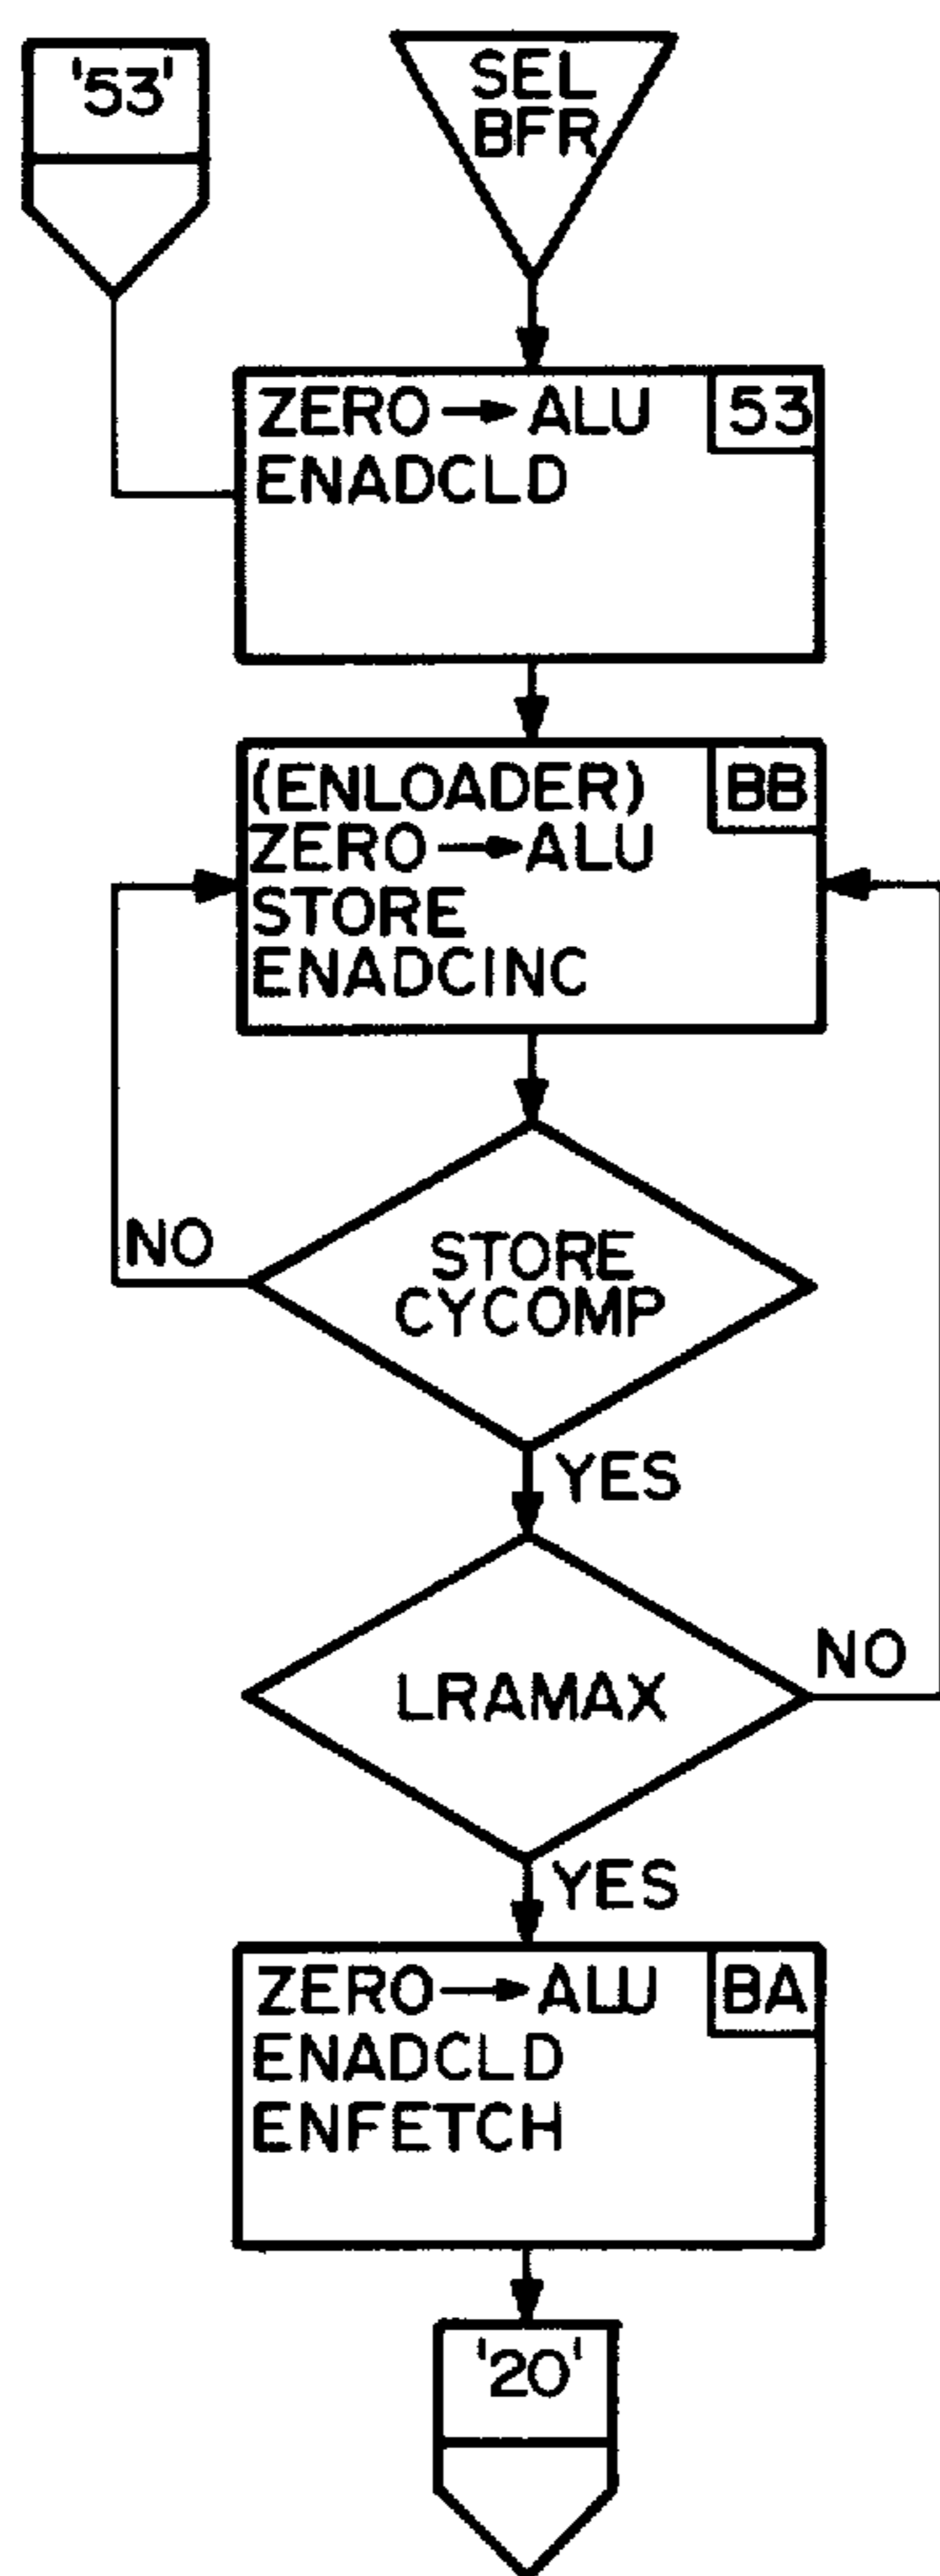 '53'
SEL
BFR
ZERO → ALU 53
ENADCLD
(ENLOADER) BB
ZERO → ALU
STORE
ENADCINC
NO
STORE
CYCOMP
YES
LRAMAX
NO
YES
ZERO → ALU BA
ENADCLD
ENFETCH
'20'